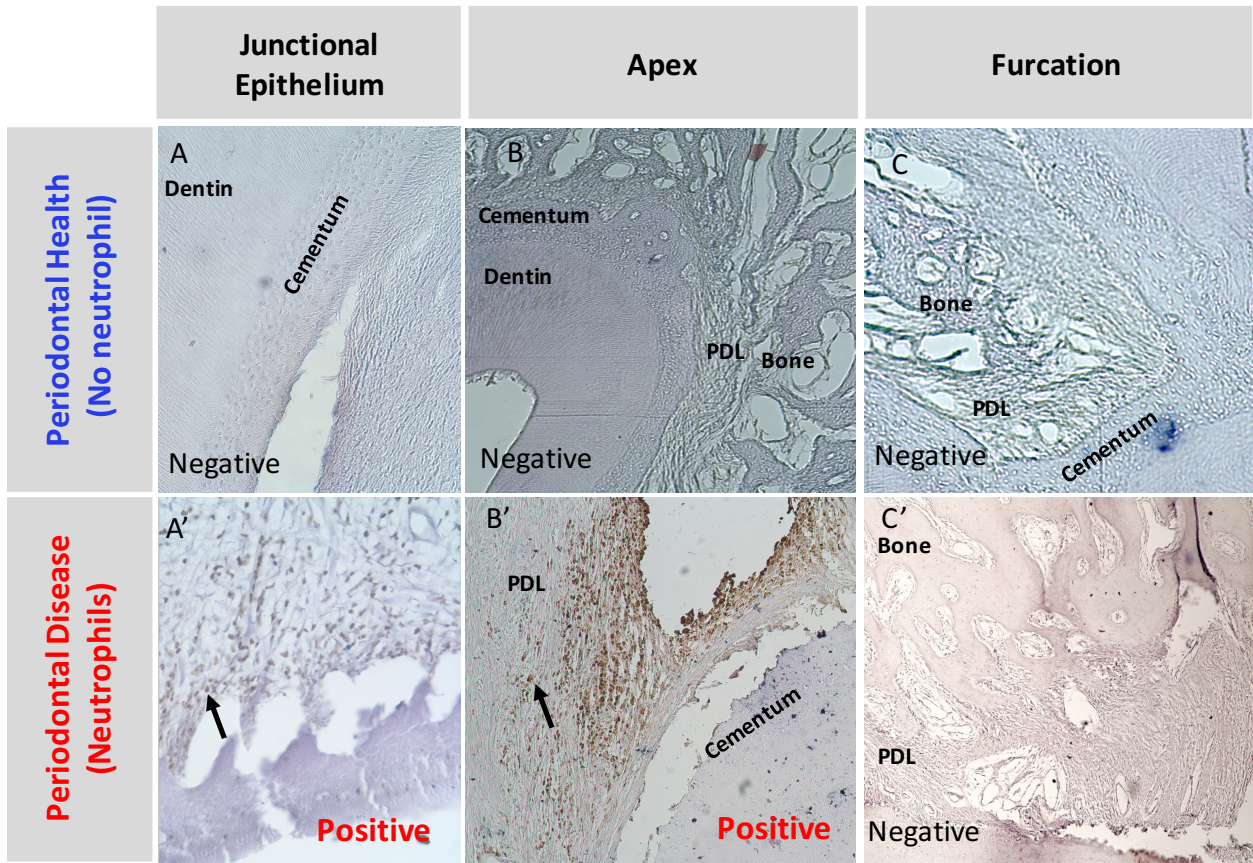 Junctional
Epithelium
Apex
Furcation
Periodontal Health
(No neutrophil)
A
Dentin
Cementum
Negative
B
Cementum
Dentin
PDL
Bone
Negative
C
Bone
PDL
Cementum
Negative
Periodontal Disease
(Neutrophils)
A’
Positive
B’
PDL
Cementum
Positive
C’
Bone
PDL
Negative